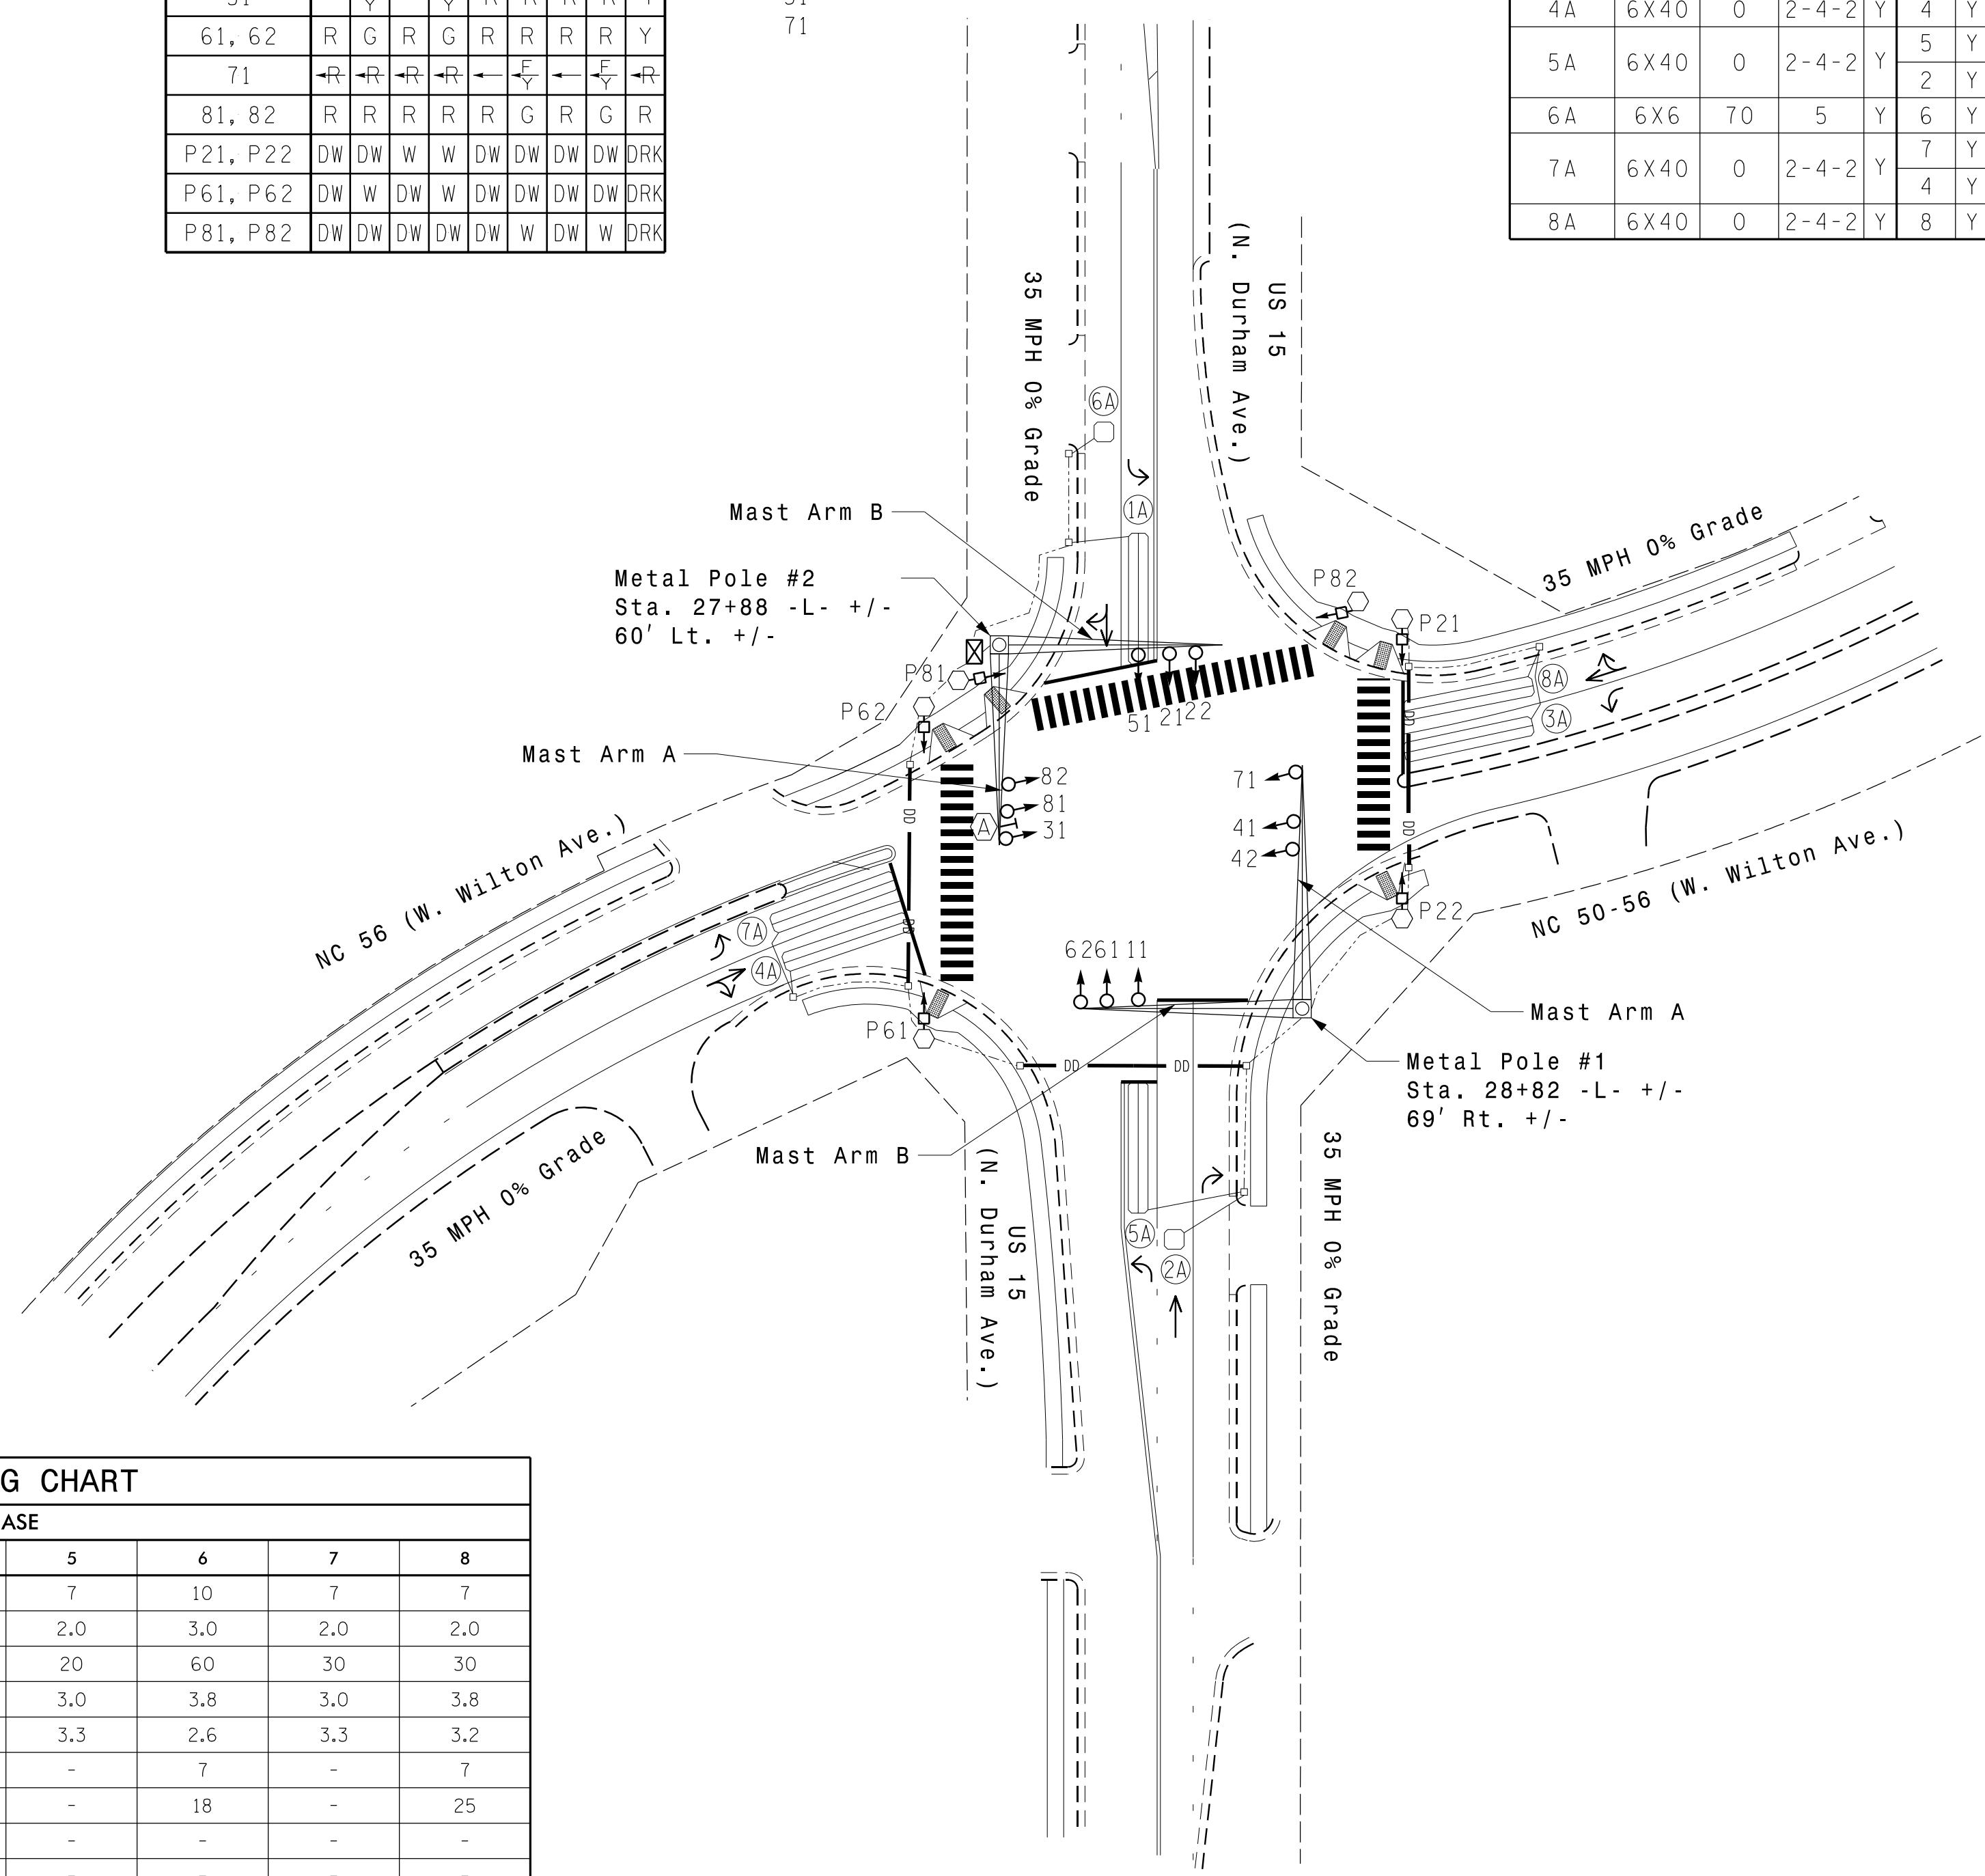 61, 62 R G R G R R R R Y
71 R R R R F Y F Y R
81, 82 R R R R R G R G R
P21, P22 DW DW W W DW DW DW DW DRK
P61, P62 DW W DW W DW DW DW DW DRK
P81, P82 DW DW DW DW DW W DW W DRK
71
4A 6X40 0 2-4-2 Y 4 Y
5A 6X40 0 2-4-2 Y 5 Y
2 Y
6A 6X6 70 5 Y 6 Y
7A 6X40 0 2-4-2 Y 7 Y
4 Y
8A 6X40 0 2-4-2 Y 8 Y
35 MPH 0% Grade
US 15
(N. Durham Ave.)
6A
1A
Mast Arm B
Metal Pole #2
Sta. 27+88 -L- +/-
60' Lt. +/-
35 MPH 0% Grade
P82
P21
P81
P62
8A
3A
51 21 22
Mast Arm A
82
81
A
31
71
41
42
NC 56 (W. Wilton Ave.)
NC 50-56 (W. Wilton Ave.)
7A
4A
P22
62 61 11
P61
DD
DD
DD
DD
DD
DD
Mast Arm A
Metal Pole #1
Sta. 28+82 -L- +/-
69' Rt. +/-
Mast Arm B
35 MPH 0% Grade
US 15
(N. Durham Ave.)
5A
2A
35 MPH 0% Grade
G CHART
ASE
5 6 7 8
7 10 7 7
2.0 3.0 2.0 2.0
20 60 30 30
3.0 3.8 3.0 3.8
3.3 2.6 3.3 3.2
- 7 - 7
- 18 - 25
- - - -
- - - -